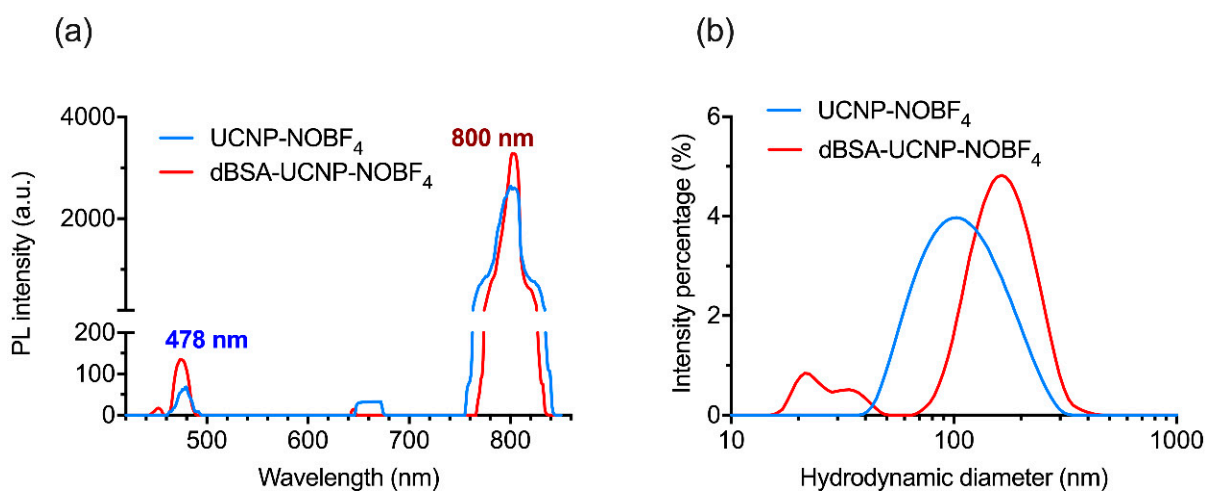 (a)
4000
2000
200
150
100
50
0
PL intensity (a.u.)
UCNP-NOBF₄
dBSA-UCNP-NOBF₄
800 nm
478 nm
500
600
700
800
Wavelength (nm)
(b)
6
4
2
0
Intensity percentage (%)
UCNP-NOBF₄
dBSA-UCNP-NOBF₄
10
100
1000
Hydrodynamic diameter (nm)